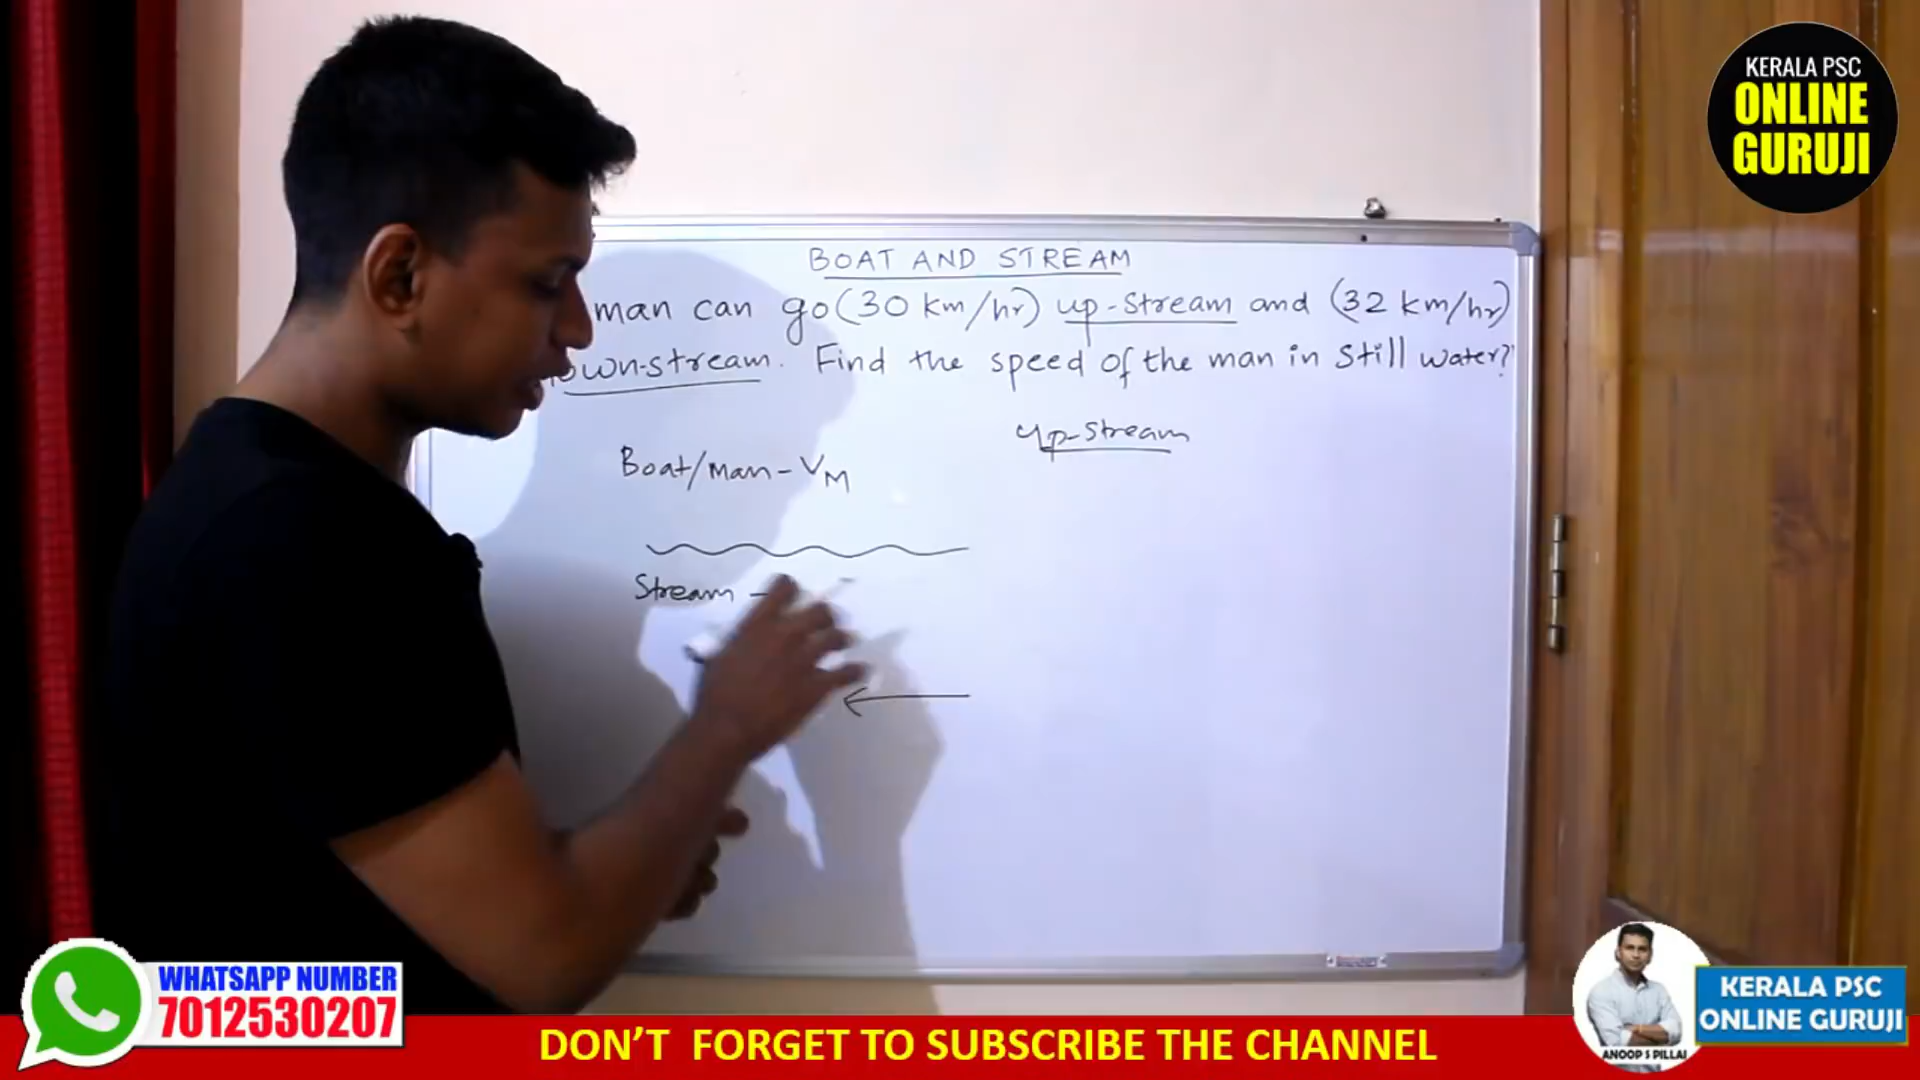 KERALA PSC
ONLINE
GURUJI
BOAT AND STREAM
man can go (30 km/hr) up-stream and (32 km/hr)
own-stream. Find the speed of the man in still water?
up-stream
Boat/man - VM
Stream -
WHATSAPP NUMBER
7012530207
DON'T FORGET TO SUBSCRIBE THE CHANNEL
ANOOP S PILLAI
KERALA PSC
ONLINE GURUJI